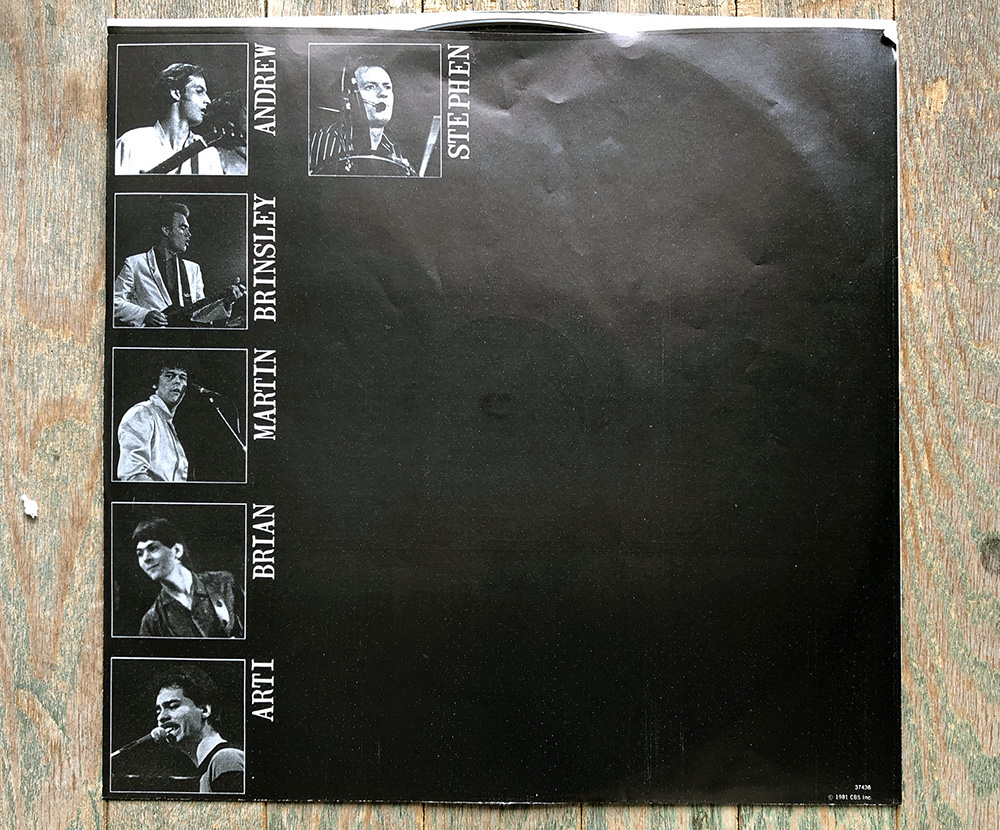 ANDREW
STEPHEN
BRINSLEY
MARTIN
BRIAN
ARTI
37436
© 1981 CBS Inc.